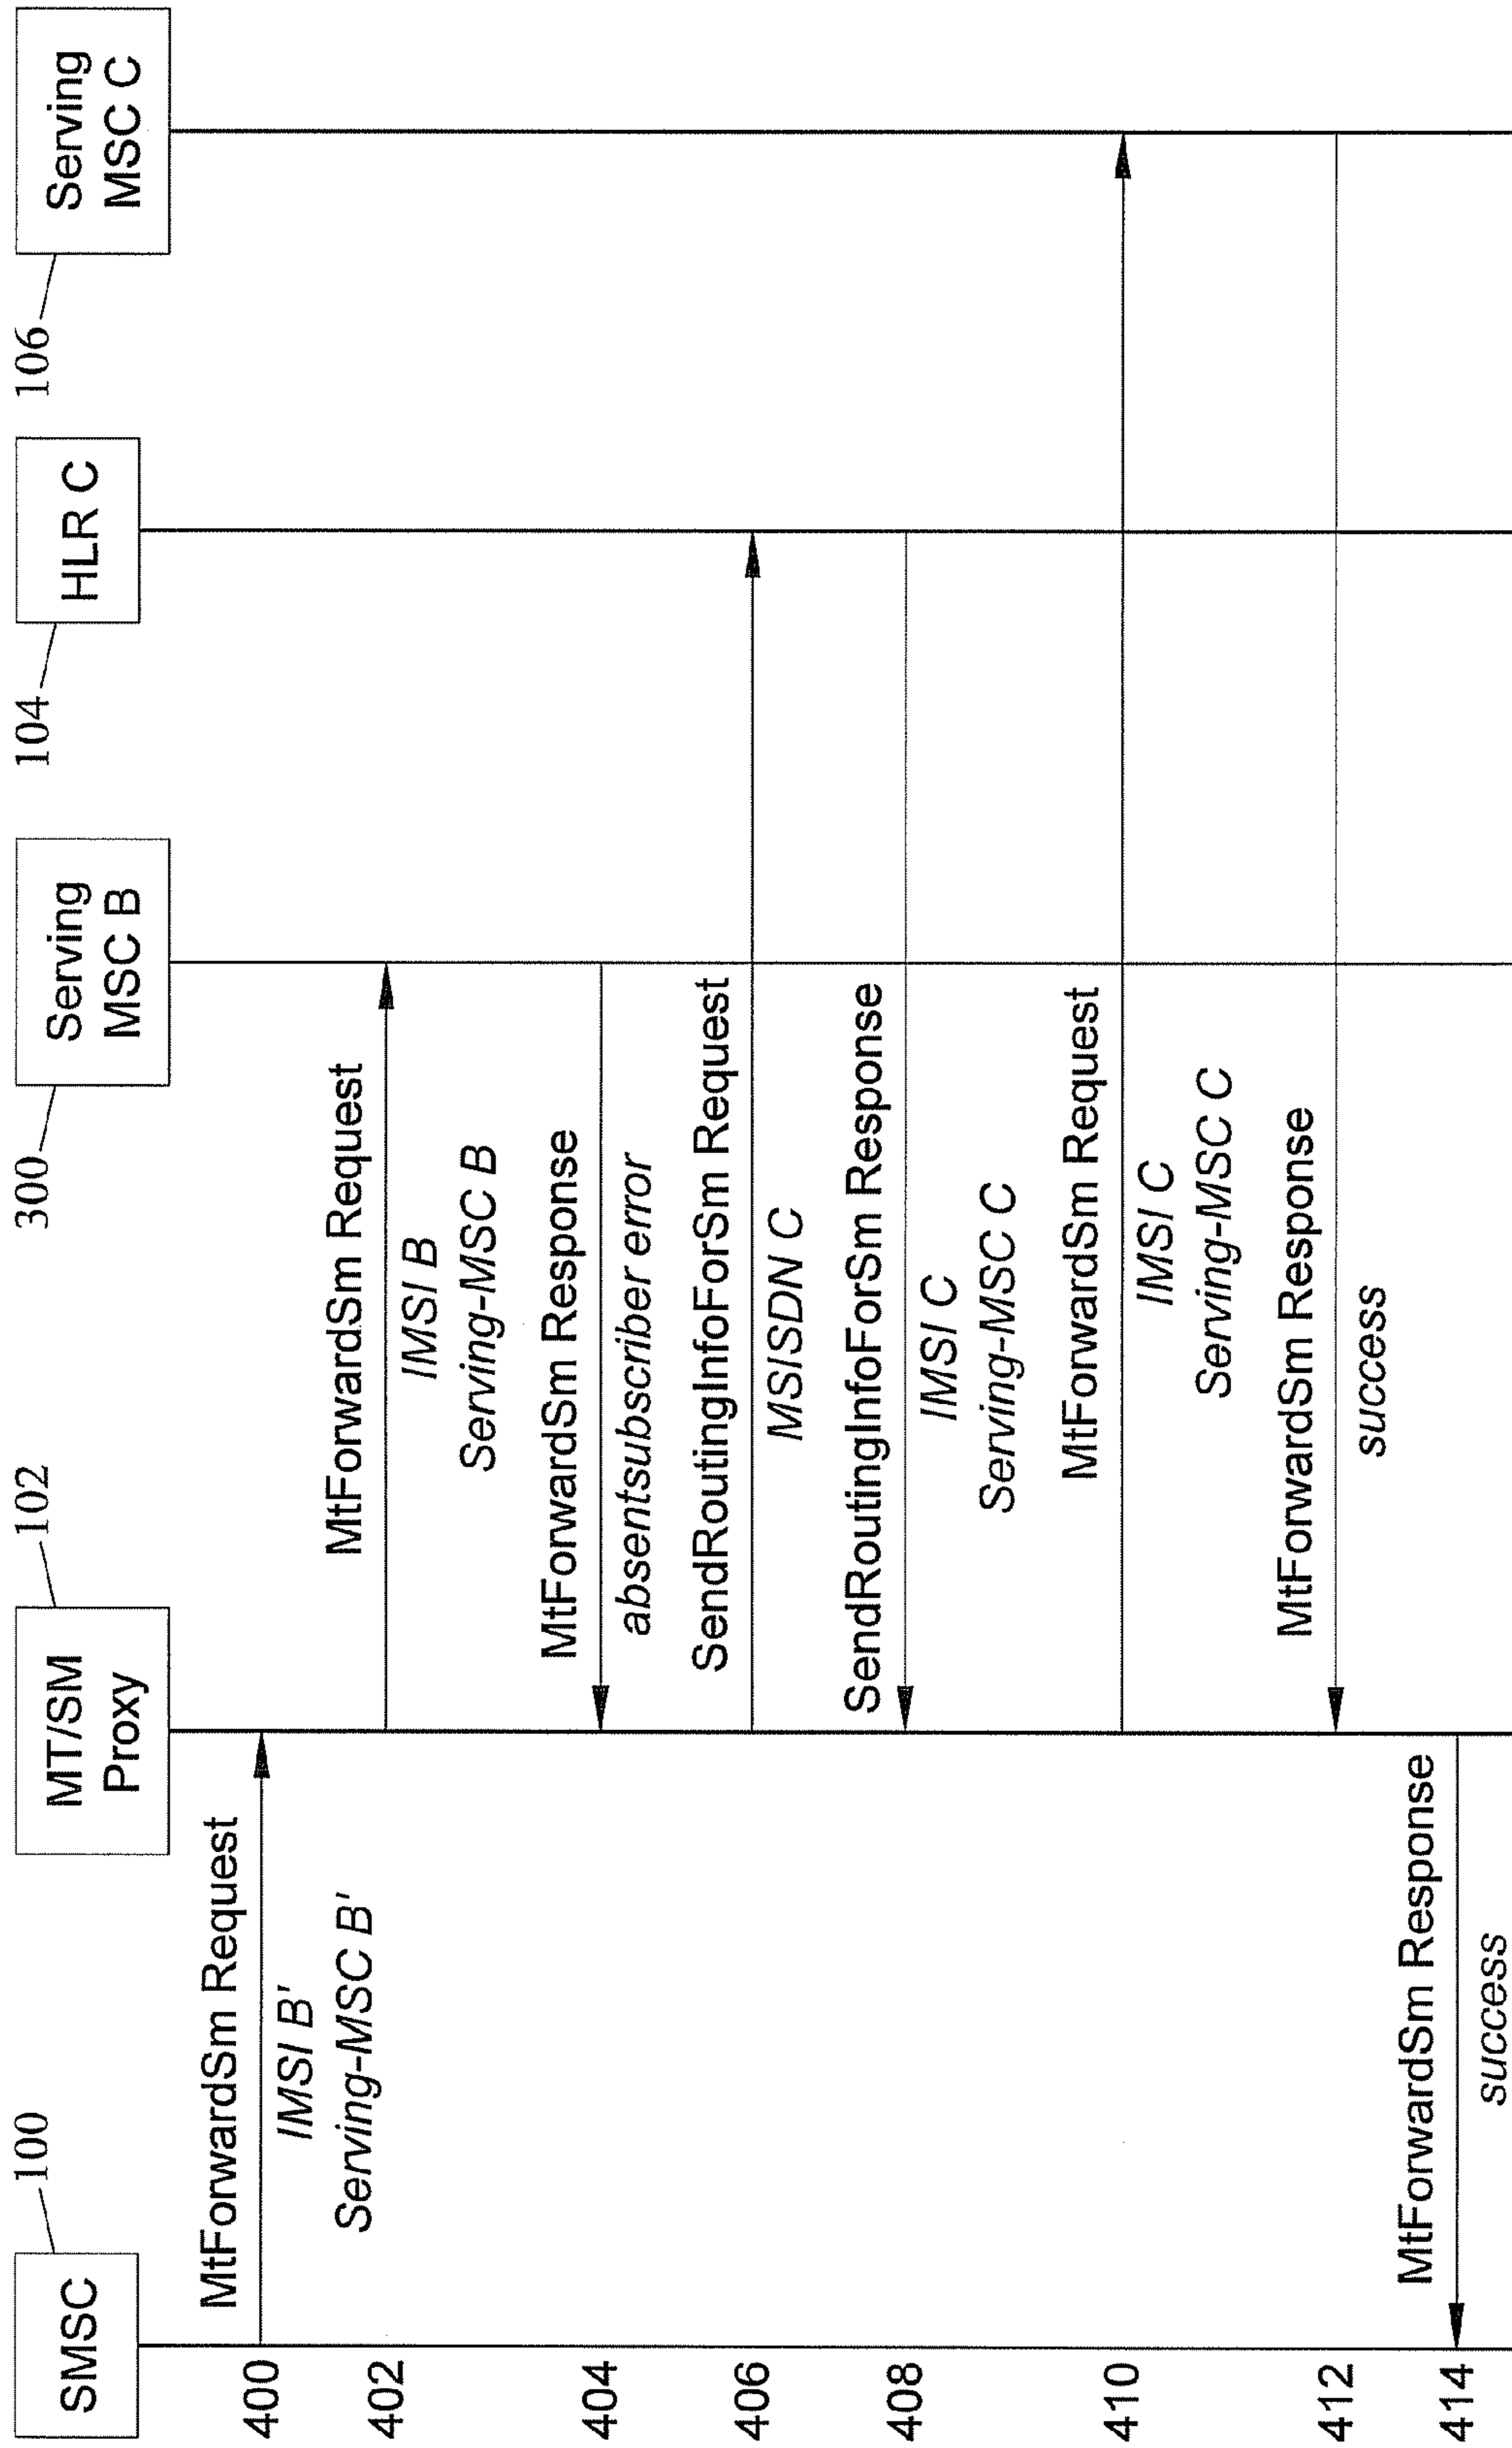 100
SMSC
102
MT/SM
Proxy
300
Serving
MSC B
104
HLR C
106
Serving
MSC C
400
MtForwardSm Request
IMSI B'
Serving-MSC B'
402
MtForwardSm Request
IMSI B
Serving-MSC B
404
MtForwardSm Response
absentsubscriber error
406
SendRoutingInfoForSm Request
MSISDN C
408
SendRoutingInfoForSm Response
IMSI C
Serving-MSC C
410
MtForwardSm Request
IMSI C
Serving-MSC C
412
MtForwardSm Response
success
414
MtForwardSm Response
success